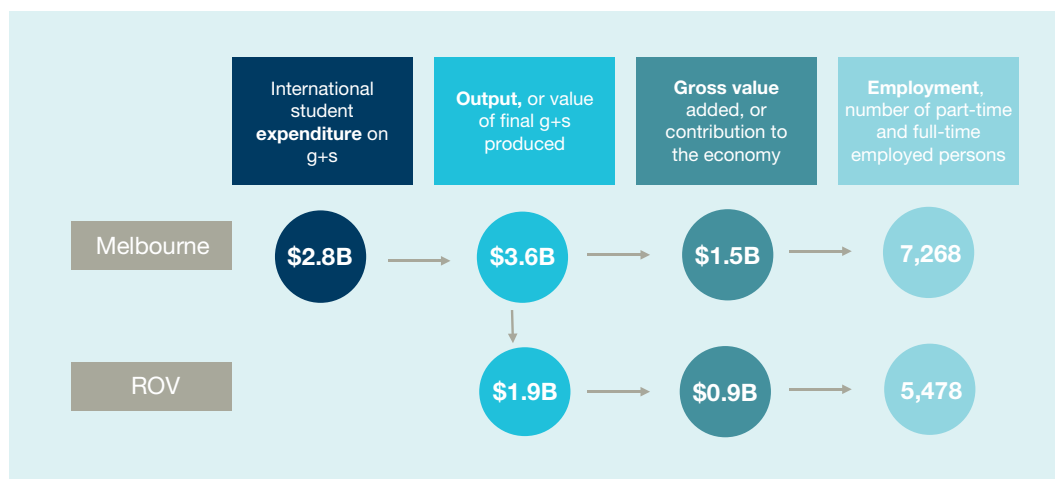 International
student
expenditure on
g+s
Output, or value
of final g+s
produced
Gross value
added, or
contribution to
the economy
Employment,
number of part-time
and full-time
employed persons
Melbourne
$2.8B
$3.6B
$1.5B
7,268
ROV
$1.9B
$0.9B
5,478